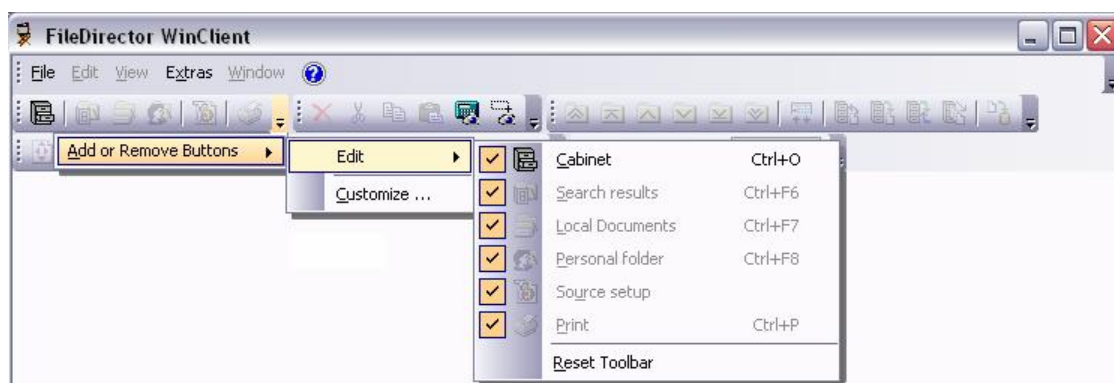 FileDirector WinClient
File Edit View Extras Window
Add or Remove Buttons
Edit
Customize ...
Cabinet Ctrl+O
Search results Ctrl+F6
Local Documents Ctrl+F7
Personal folder Ctrl+F8
Source setup
Print Ctrl+P
Reset Toolbar